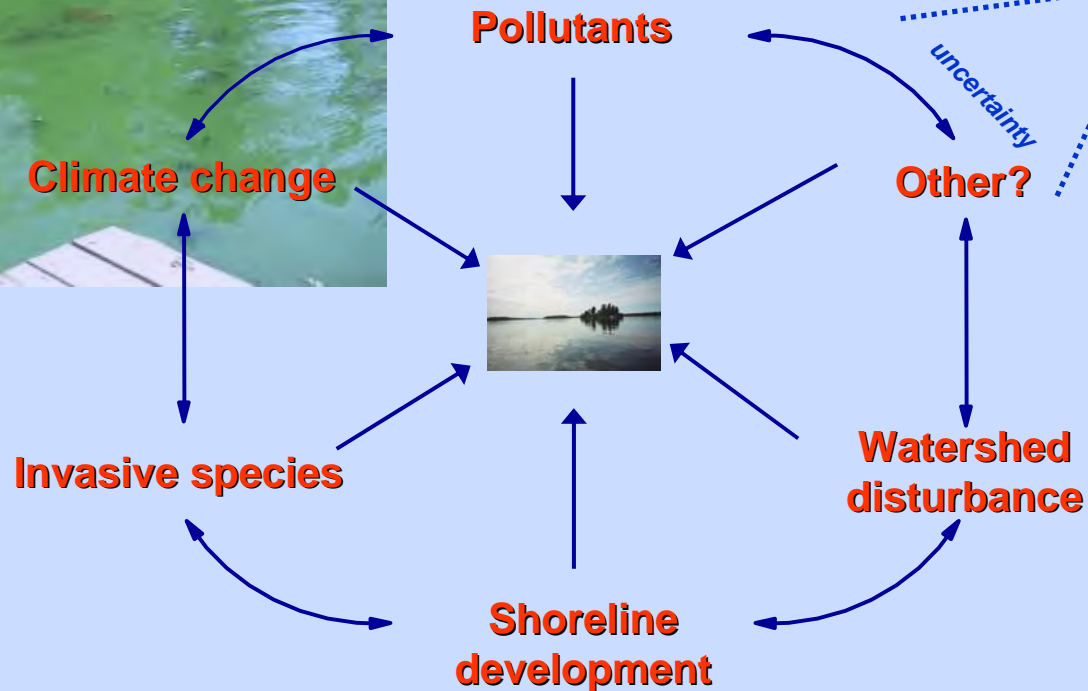 Pollutants
uncertainty
Climate change
Other?
Invasive species
Watershed
disturbance
Shoreline
development